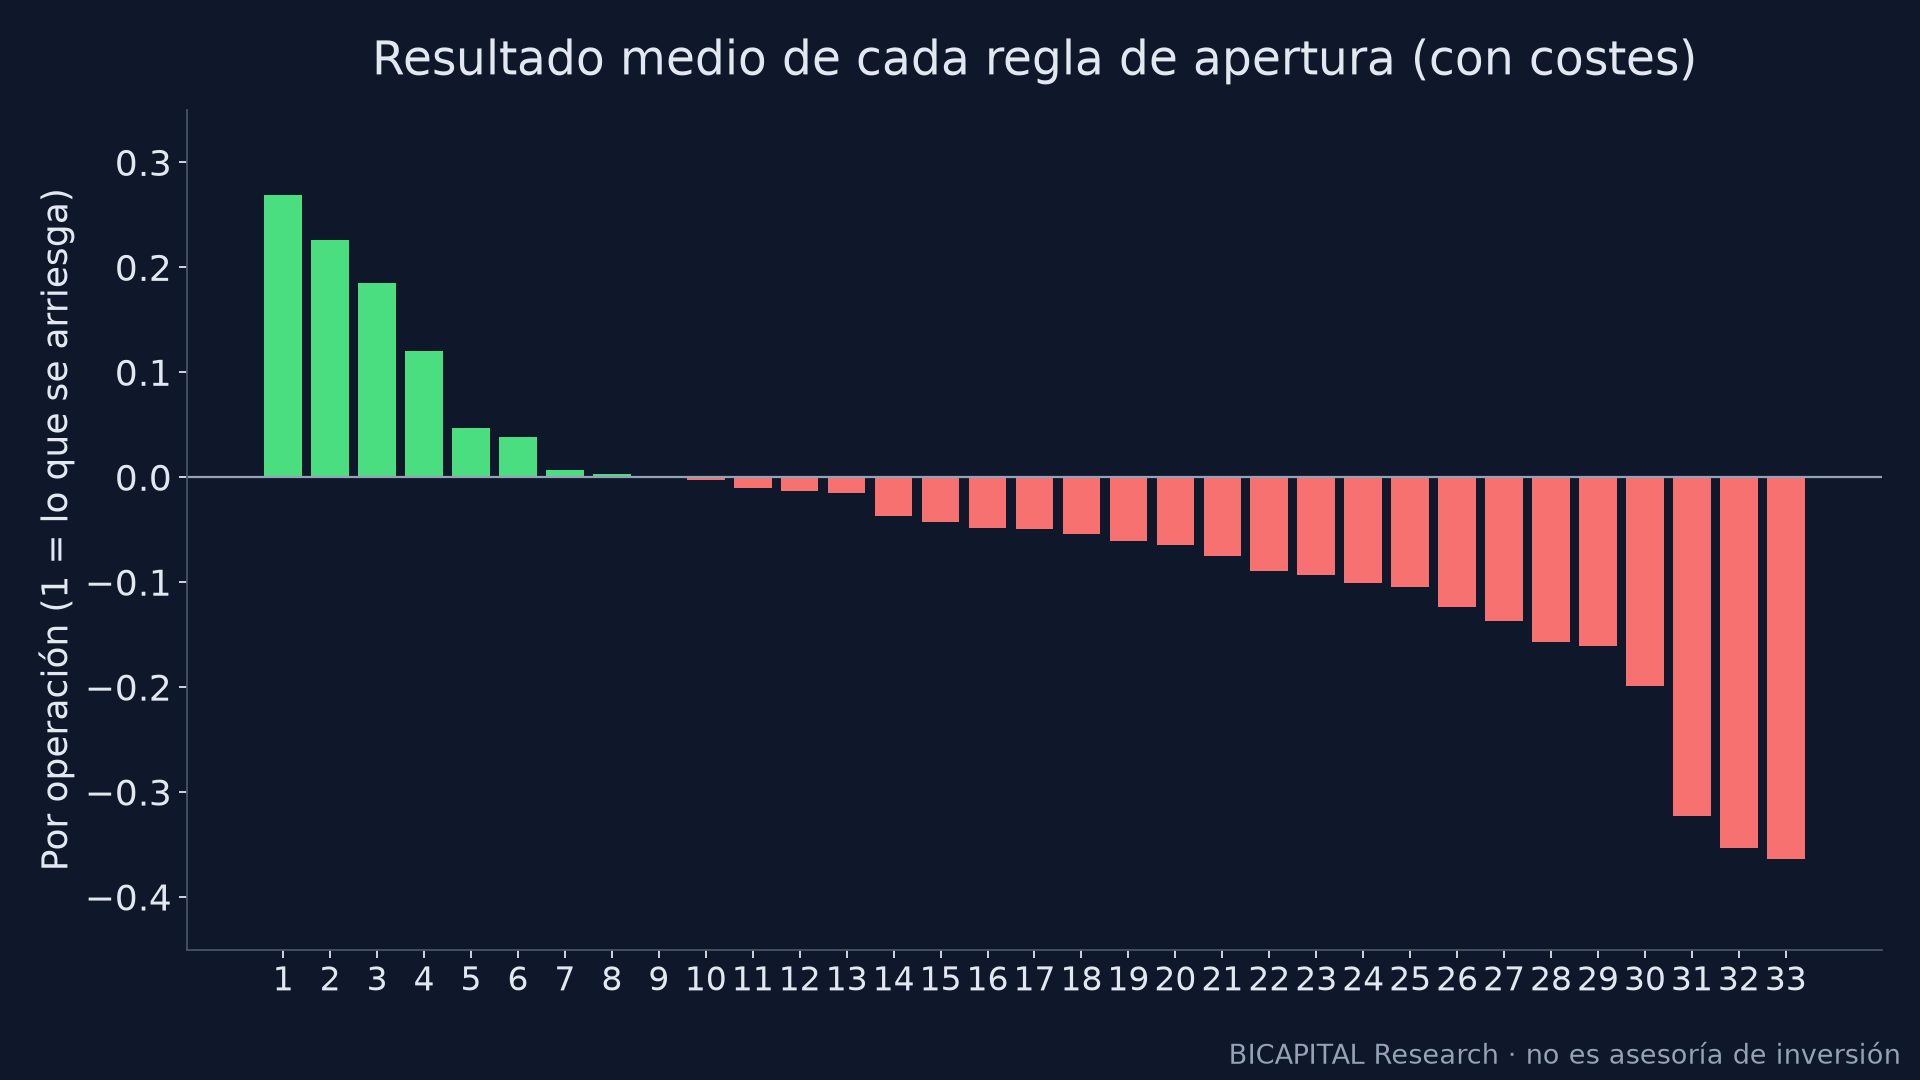 Resultado medio de cada regla de apertura (con costes)
Por operación (1 = lo que se arriesga)
0.3
0.2
0.1
0.0
−0.1
−0.2
−0.3
−0.4
1 2 3 4 5 6 7 8 9 10 11 12 13 14 15 16 17 18 19 20 21 22 23 24 25 26 27 28 29 30 31 32 33
BICAPITAL Research · no es asesoría de inversión